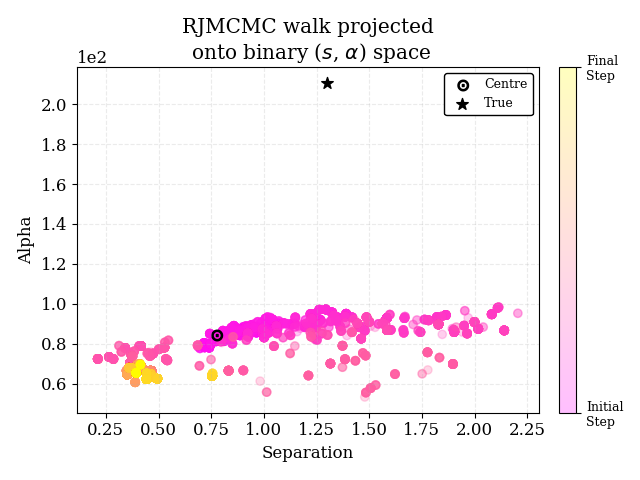 RJMCMC walk projected
onto binary (s, α) space
1e2
Final
Step
Centre
True
2.0
1.8
1.6
1.4
1.2
1.0
0.8
0.6
Alpha
Initial
Step
0.25 0.50 0.75 1.00 1.25 1.50 1.75 2.00 2.25
Separation